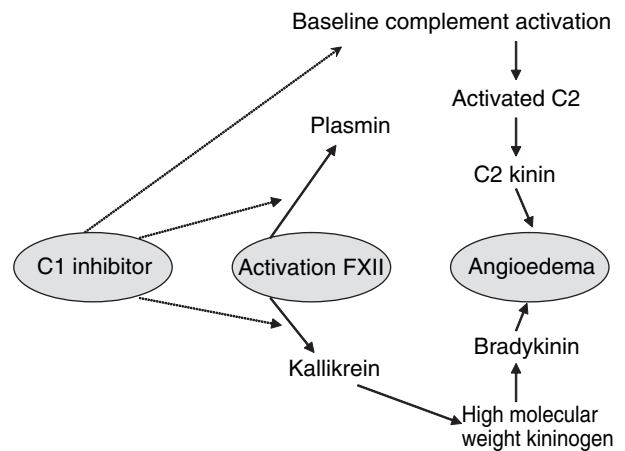 Baseline complement activation
Activated C2
Plasmin
C2 kinin
C1 inhibitor
Activation FXII
Angioedema
Bradykinin
Kallikrein
High molecular
weight kininogen